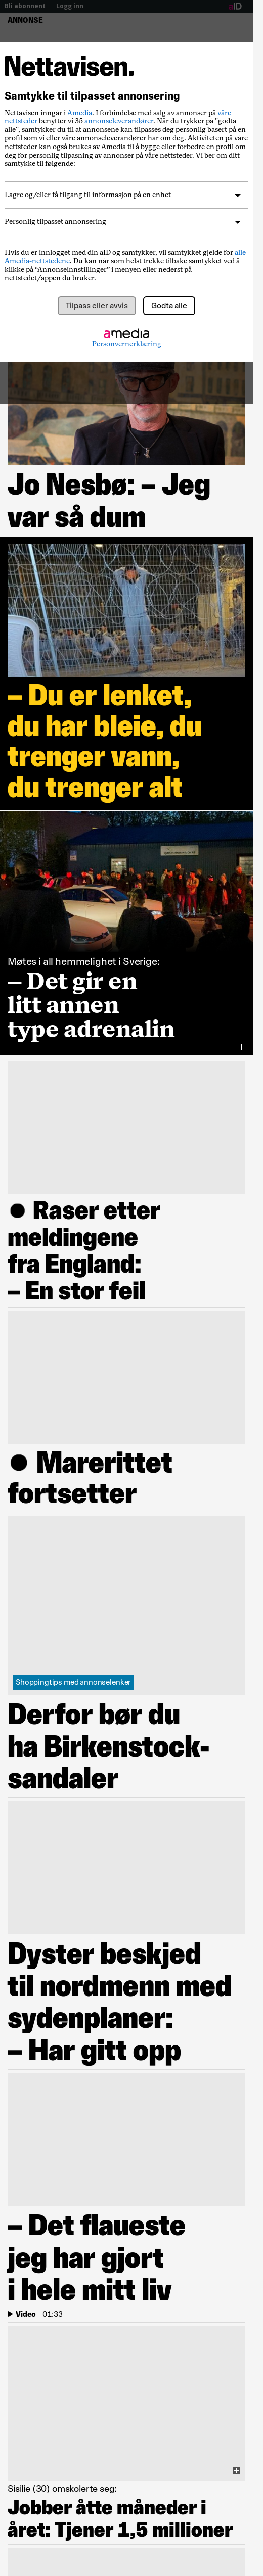 Bli abonnent | Logg inn
aID
ANNONSE
Nettavisen.
Samtykke til tilpasset annonsering
Nettavisen inngår i Amedia. I forbindelse med salg av annonser på våre
nettsteder benytter vi 35 annonseleverandører. Når du trykker på "godta
alle", samtykker du til at annonsene kan tilpasses deg personlig basert på en
profil som vi eller våre annonseleverandører har om deg. Aktiviteten på våre
nettsteder kan også brukes av Amedia til å bygge eller forbedre en profil om
deg for personlig tilpasning av annonser på våre nettsteder. Vi ber om ditt
samtykke til følgende:
Lagre og/eller få tilgang til informasjon på en enhet
Personlig tilpasset annonsering
Hvis du er innlogget med din aID og samtykker, vil samtykket gjelde for alle
Amedia-nettstedene. Du kan når som helst trekke tilbake samtykket ved å
klikke på “Annonseinnstillinger” i menyen eller nederst på
nettstedet/appen du bruker.
Tilpass eller avvis
Godta alle
amedia
Personvernerklæring
Jo Nesbø: – Jeg
var så dum
– Du er lenket,
du har bleie, du
trenger vann,
du trenger alt
Møtes i all hemmelighet i Sverige:
– Det gir en
litt annen
type adrenalin
● Raser etter
meldingene
fra England:
– En stor feil
● Marerittet
fortsetter
Shoppingtips med annonselenker
Derfor bør du
ha Birkenstock-
sandaler
Dyster beskjed
til nordmenn med
sydenplaner:
– Har gitt opp
– Det flaueste
jeg har gjort
i hele mitt liv
Video | 01:33
Sisilie (30) omskolerte seg:
Jobber åtte måneder i
året: Tjener 1,5 millioner